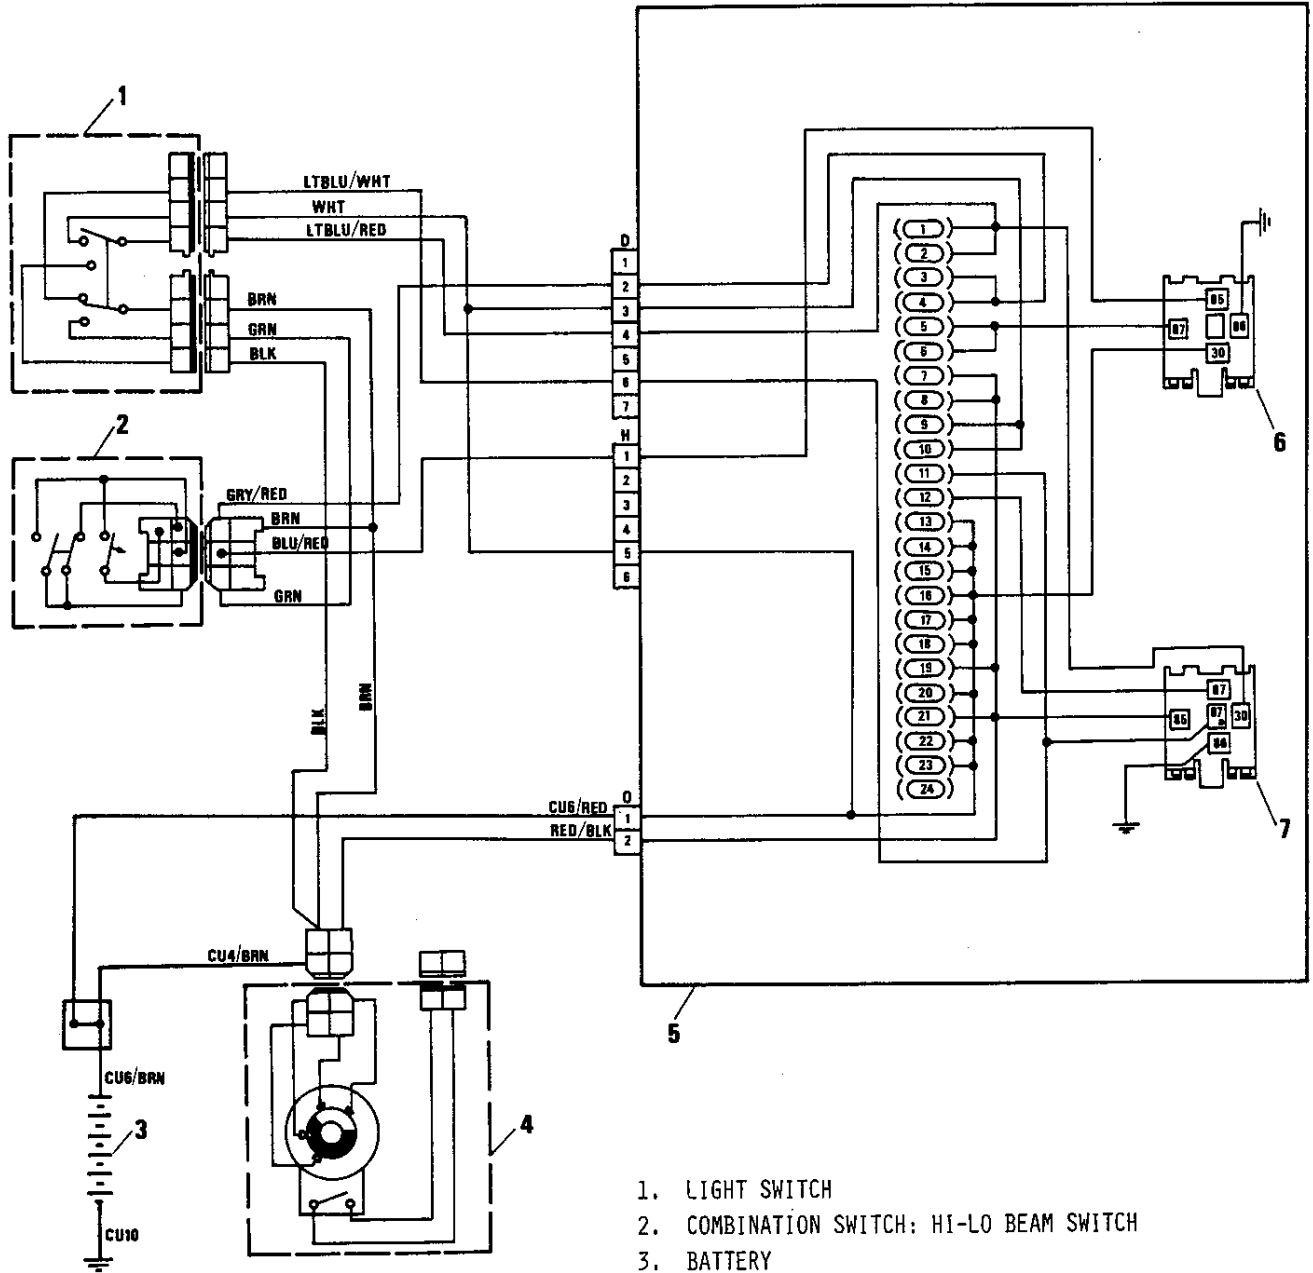 1
LTBLU/WHT
WHT
LTBLU/RED
BRN
GRN
BLK
2
GRY/RED
BRN
BLU/RED
GRN
BLK
BRN
D
1
2
3
4
5
6
7
H
1
2
3
4
5
6
O
1
2
CU6/RED
RED/BLK
1
2
3
4
5
6
7
8
9
10
11
12
13
14
15
16
17
18
19
20
21
22
23
24
85
87
86
30
6
87
85
87
30
86
7
5
CU4/BRN
CU6/BRN
3
CU10
4
1. LIGHT SWITCH
2. COMBINATION SWITCH: HI-LO BEAM SWITCH
3. BATTERY